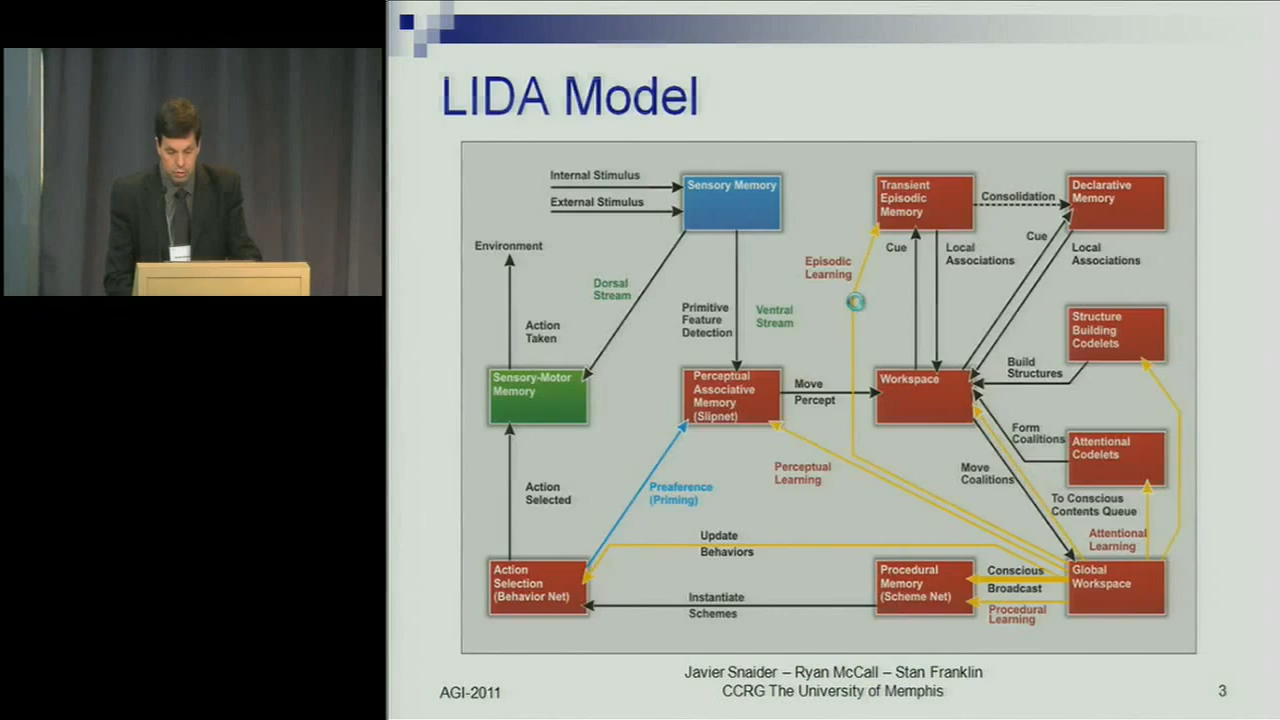 LIDA Model
Internal Stimulus
External Stimulus
Sensory Memory
Transient
Episodic
Memory
Consolidation
Declarative
Memory
Environment
Cue
Local
Associations
Cue
Local
Associations
Episodic
Learning
Dorsal
Stream
Primitive
Feature
Detection
Ventral
Stream
Structure
Building
Codelets
Action
Taken
Build
Structures
Sensory-Motor
Memory
Perceptual
Associative
Memory
(Slipnet)
Move
Percept
Workspace
Form
Coalitions
Attentional
Codelets
Perceptual
Learning
Move
Coalitions
Action
Selected
Preaference
(Priming)
To Conscious
Contents Queue
Attentional
Learning
Update
Behaviors
Action
Selection
(Behavior Net)
Instantiate
Schemes
Procedural
Memory
(Scheme Net)
Conscious
Broadcast
Procedural
Learning
Global
Workspace
AGI-2011
Javier Snaider – Ryan McCall – Stan Franklin
CCRG The University of Memphis
3